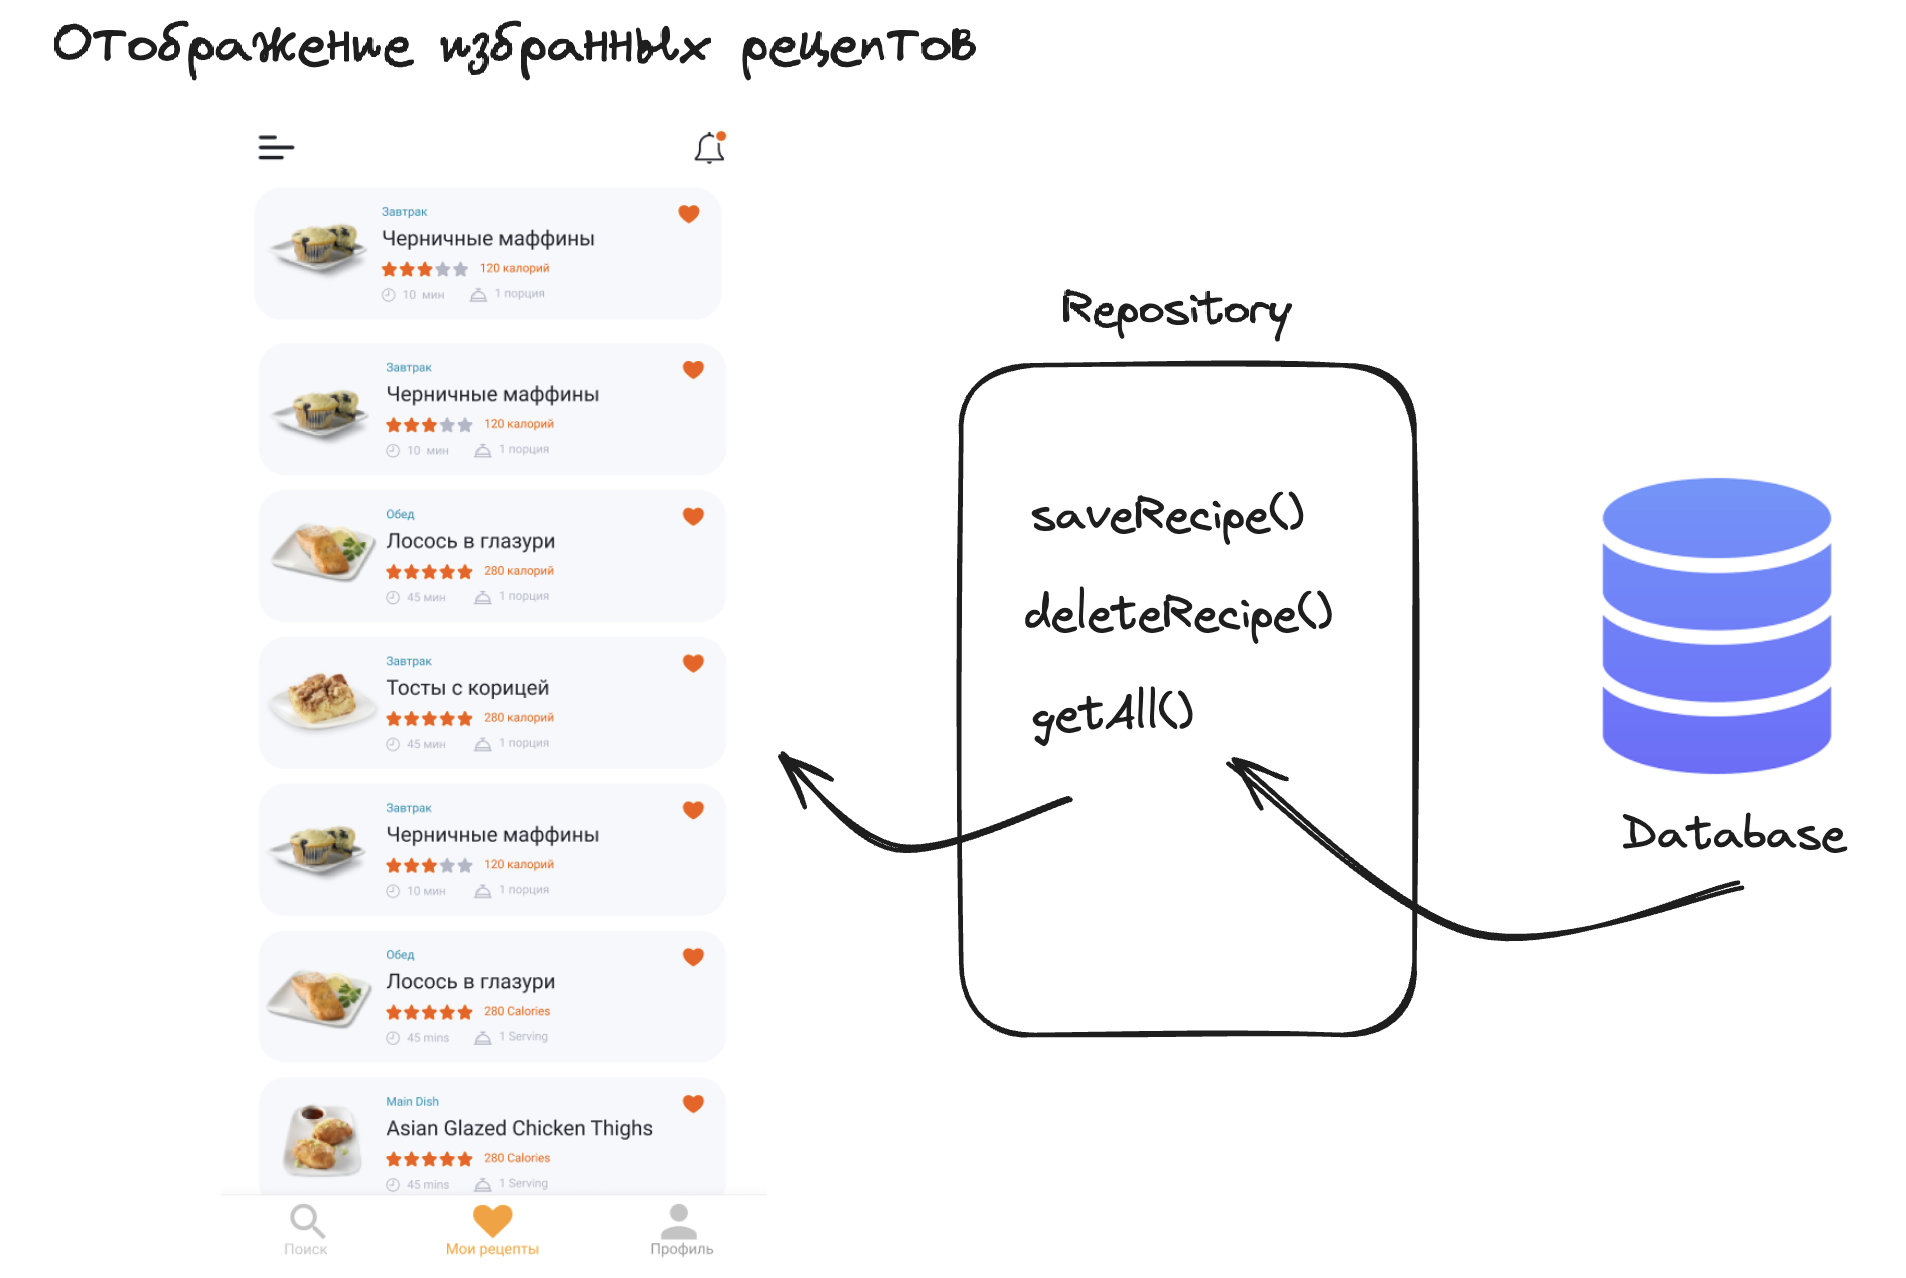 Отображение избранных рецептов
Завтрак
Черничные маффины
120 калорий
10 мин 1 порция
Завтрак
Черничные маффины
120 калорий
10 мин 1 порция
Обед
Лосось в глазури
280 калорий
45 мин 1 порция
Завтрак
Тосты с корицей
280 калорий
45 мин 1 порция
Завтрак
Черничные маффины
120 калорий
10 мин 1 порция
Обед
Лосось в глазури
280 Calories
45 mins 1 Serving
Main Dish
Asian Glazed Chicken Thighs
280 Calories
45 mins 1 Serving
Поиск Мои рецепты Профиль
Repository
saveRecipe()
deleteRecipe()
getAll()
Database